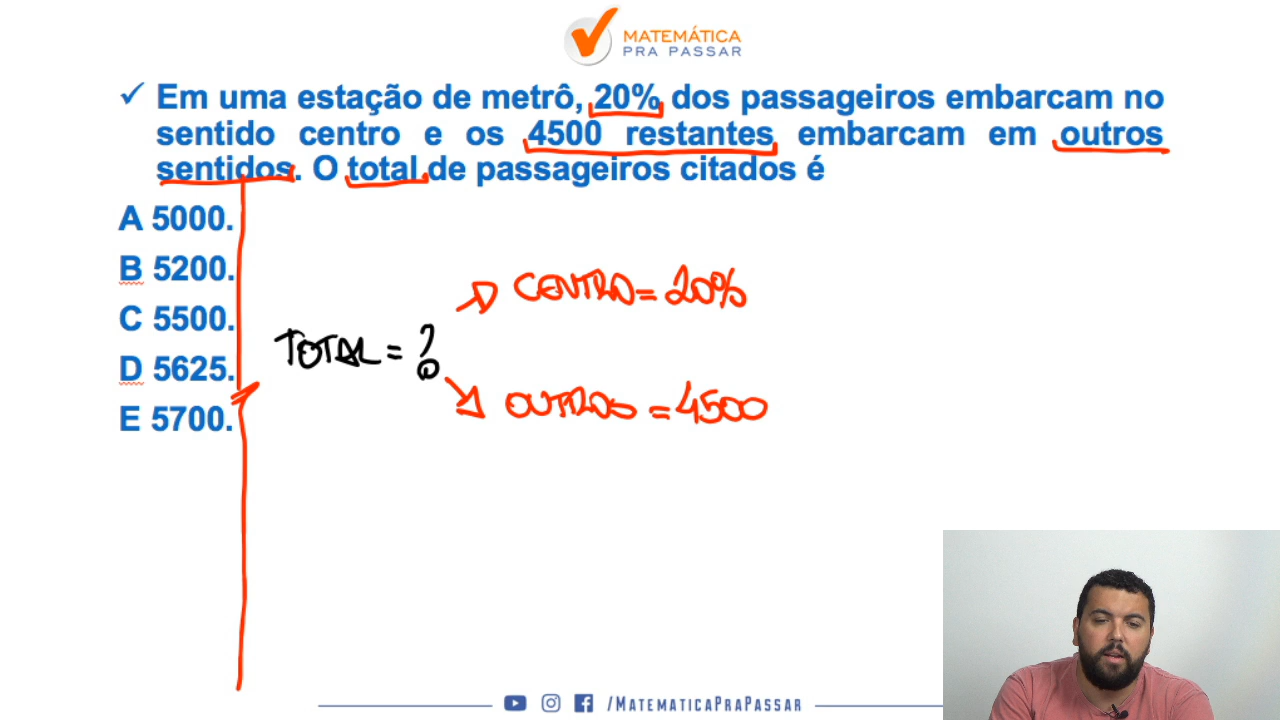 MATEMÁTICA
PRA PASSAR
✓ Em uma estação de metrô, 20% dos passageiros embarcam no
sentido centro e os 4500 restantes embarcam em outros
sentidos. O total de passageiros citados é
A 5000.
B 5200.
C 5500.
D 5625.
E 5700.
CENTRO = 20%
TOTAL = ?
OUTROS = 4500
/MATEMATICAPRAPASSAR